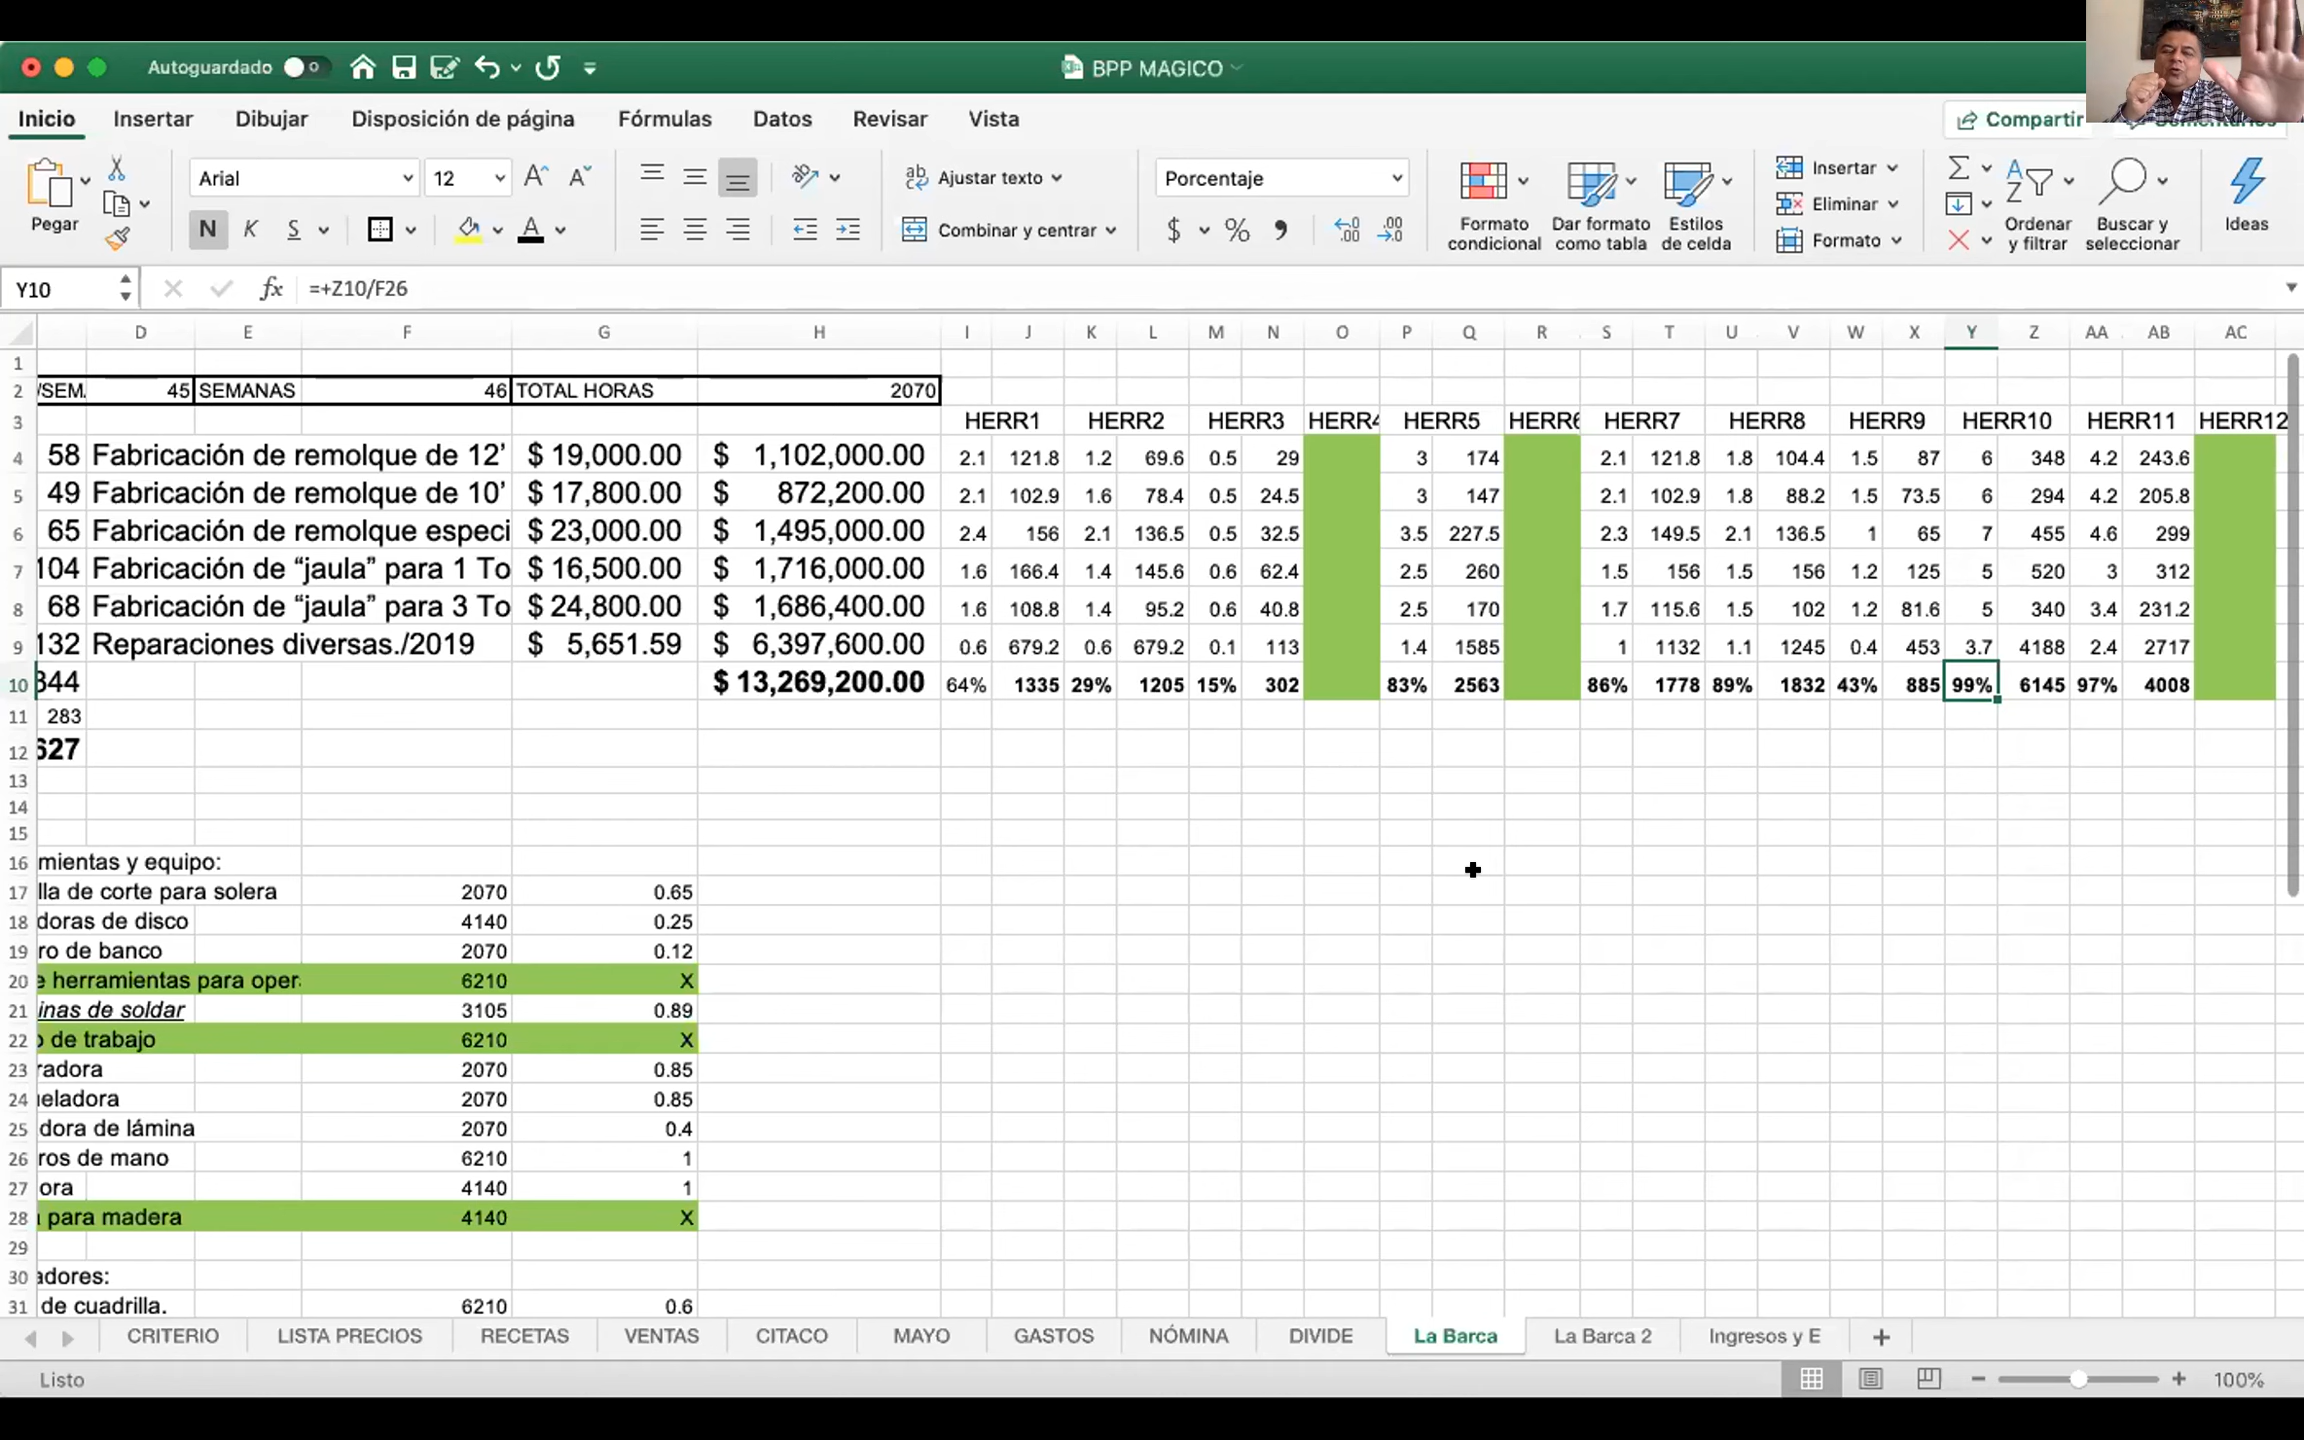 Autoguardado
BPP MAGICO
Inicio Insertar Dibujar Disposición de página Fórmulas Datos Revisar Vista Compartir
Pegar Arial 12 Ajustar texto Porcentaje Insertar
N K S Combinar y centrar $ % Formato condicional Dar formato como tabla Estilos de celda Eliminar Formato Ordenar y filtrar Buscar y seleccionar Ideas
Y10 fx =+Z10/F26
D E F G H I J K L M N O P Q R S T U V W X Y Z AA AB AC
1
2 /SEM. 45 SEMANAS 46 TOTAL HORAS 2070
3 HERR1 HERR2 HERR3 HERR4 HERR5 HERR6 HERR7 HERR8 HERR9 HERR10 HERR11 HERR12
4 58 Fabricación de remolque de 12’ $ 19,000.00 $ 1,102,000.00 2.1 121.8 1.2 69.6 0.5 29 3 174 2.1 121.8 1.8 104.4 1.5 87 6 348 4.2 243.6
5 49 Fabricación de remolque de 10’ $ 17,800.00 $ 872,200.00 2.1 102.9 1.6 78.4 0.5 24.5 3 147 2.1 102.9 1.8 88.2 1.5 73.5 6 294 4.2 205.8
6 65 Fabricación de remolque especi $ 23,000.00 $ 1,495,000.00 2.4 156 2.1 136.5 0.5 32.5 3.5 227.5 2.3 149.5 2.1 136.5 1 65 7 455 4.6 299
7 104 Fabricación de “jaula” para 1 To $ 16,500.00 $ 1,716,000.00 1.6 166.4 1.4 145.6 0.6 62.4 2.5 260 1.5 156 1.5 156 1.2 125 5 520 3 312
8 68 Fabricación de “jaula” para 3 To $ 24,800.00 $ 1,686,400.00 1.6 108.8 1.4 95.2 0.6 40.8 2.5 170 1.7 115.6 1.5 102 1.2 81.6 5 340 3.4 231.2
9 132 Reparaciones diversas./2019 $ 5,651.59 $ 6,397,600.00 0.6 679.2 0.6 679.2 0.1 113 1.4 1585 1 1132 1.1 1245 0.4 453 3.7 4188 2.4 2717
10 344 $ 13,269,200.00 64% 1335 29% 1205 15% 302 83% 2563 86% 1778 89% 1832 43% 885 99% 6145 97% 4008
11 283
12 627
13
14
15
16 mientas y equipo:
17 lla de corte para solera 2070 0.65
18 doras de disco 4140 0.25
19 ro de banco 2070 0.12
20 e herramientas para oper 6210 X
21 inas de soldar 3105 0.89
22 o de trabajo 6210 X
23 radora 2070 0.85
24 eladora 2070 0.85
25 dora de lámina 2070 0.4
26 ros de mano 6210 1
27 ora 4140 1
28 para madera 4140 X
29
30 adores:
31 de cuadrilla. 6210 0.6
CRITERIO LISTA PRECIOS RECETAS VENTAS CITACO MAYO GASTOS NÓMINA DIVIDE La Barca La Barca 2 Ingresos y E
Listo 100%